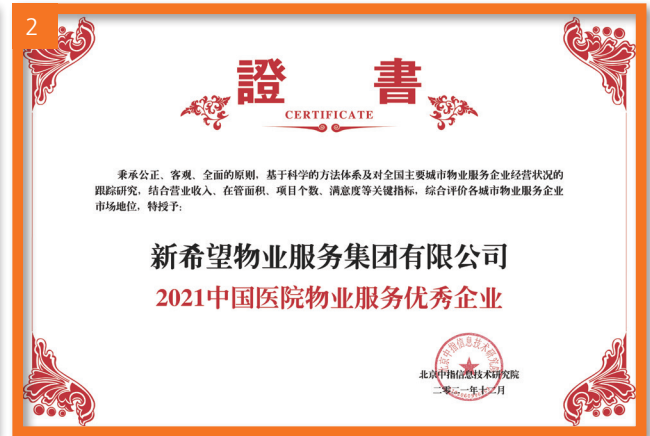 2
證 書
CERTIFICATE
秉承公正、客观、全面的原则，基于科学的方法体系及对全国主要城市物业服务企业经营状况的
跟踪研究，结合营业收入、在管面积、项目个数、满意度等关键指标，综合评价各城市物业服务企业
市场地位，特授予：
新希望物业服务集团有限公司
2021中国医院物业服务优秀企业
北京中指信息技术研究院
二零二一年十二月